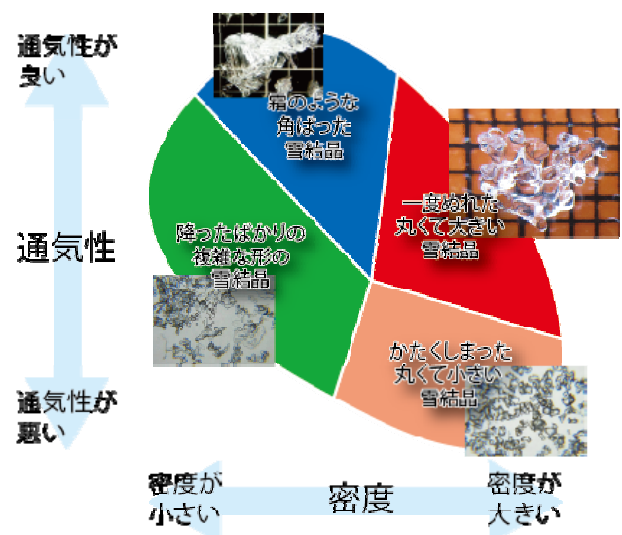 通気性が
良い
霜のような
角ばった
雪結晶
一度ぬれた
丸くて大きい
雪結晶
通気性
降ったばかりの
複雑な形の
雪結晶
かたくしまった
丸くて小さい
雪結晶
通気性が
悪い
密度が
小さい
密度
密度が
大きい